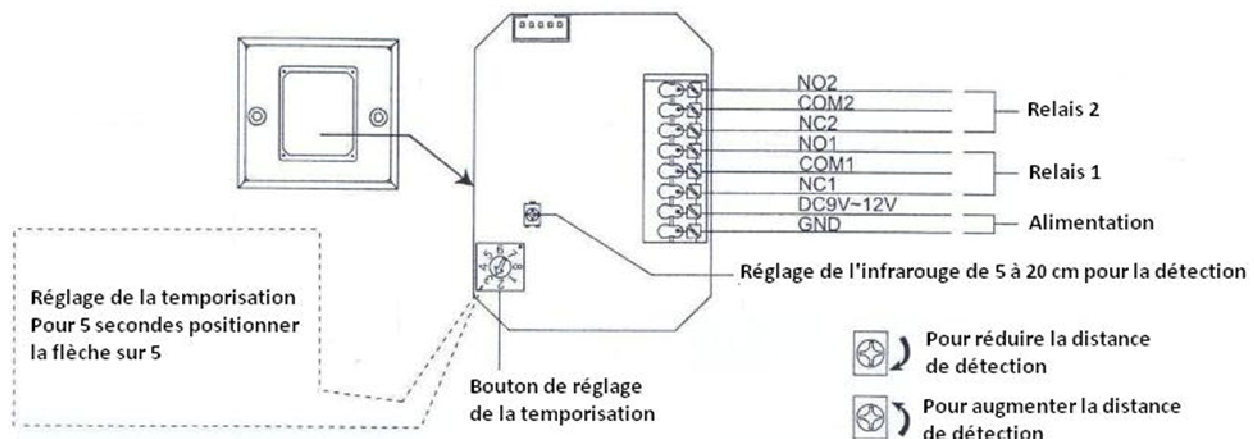 NO2
COM2
NC2
Relais 2
NO1
COM1
NC1
Relais 1
DC9V~12V
GND
Alimentation
Réglage de l'infrarouge de 5 à 20 cm pour la détection
Réglage de la temporisation
Pour 5 secondes positionner
la flèche sur 5
Bouton de réglage
de la temporisation
Pour réduire la distance
de détection
Pour augmenter la distance
de détection